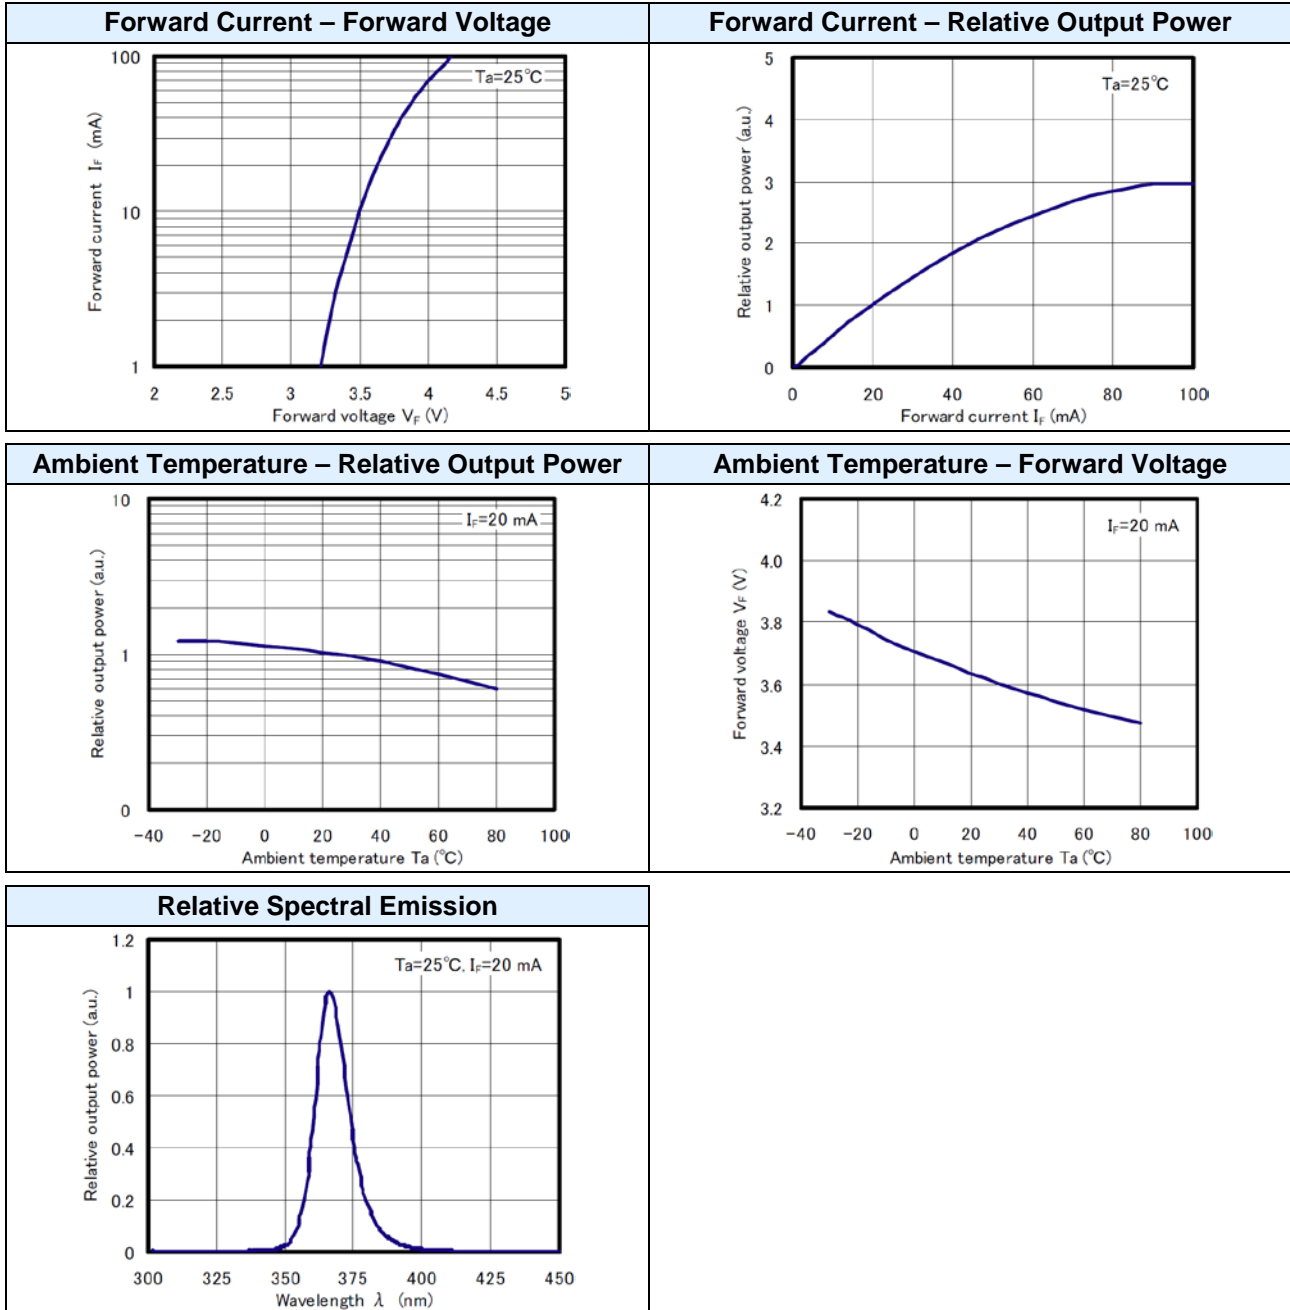 Forward Current – Forward Voltage
Forward Current – Relative Output Power
100
10
1
Forward current IF (mA)
Ta=25℃
2 2.5 3 3.5 4 4.5 5
Forward voltage VF (V)
5
4
3
2
1
0
Relative output power (a.u.)
Ta=25℃
0 20 40 60 80 100
Forward current IF (mA)
Ambient Temperature – Relative Output Power
Ambient Temperature – Forward Voltage
10
1
0
Relative output power (a.u.)
IF=20 mA
-40 -20 0 20 40 60 80 100
Ambient temperature Ta (℃)
4.2
4.0
3.8
3.6
3.4
3.2
Forward voltage VF (V)
IF=20 mA
-40 -20 0 20 40 60 80 100
Ambient temperature Ta (℃)
Relative Spectral Emission
1.2
1
0.8
0.6
0.4
0.2
0
Relative output power (a.u.)
Ta=25℃, IF=20 mA
300 325 350 375 400 425 450
Wavelength λ (nm)